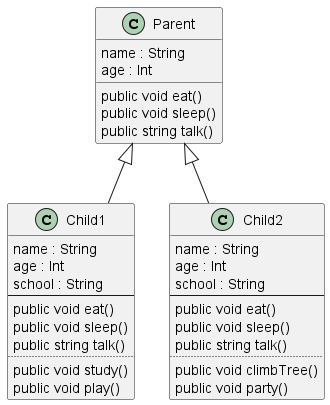 C Parent
name : String
age : Int
public void eat()
public void sleep()
public string talk()
C Child1
name : String
age : Int
school : String
public void eat()
public void sleep()
public string talk()
public void study()
public void play()
C Child2
name : String
age : Int
school : String
public void eat()
public void sleep()
public string talk()
public void climbTree()
public void party()